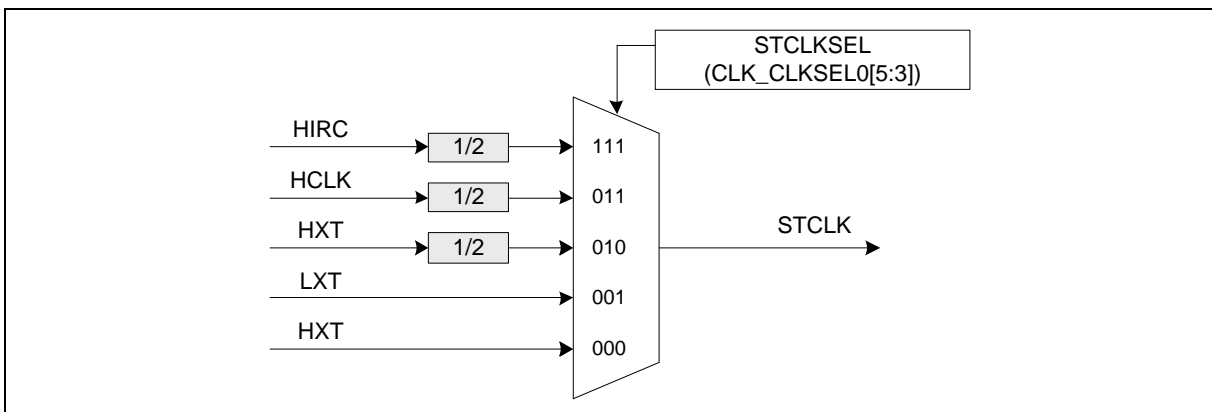 STCLKSEL
(CLK_CLKSEL0[5:3])
HIRC
1/2
111
HCLK
1/2
011
HXT
1/2
010
STCLK
LXT
001
HXT
000